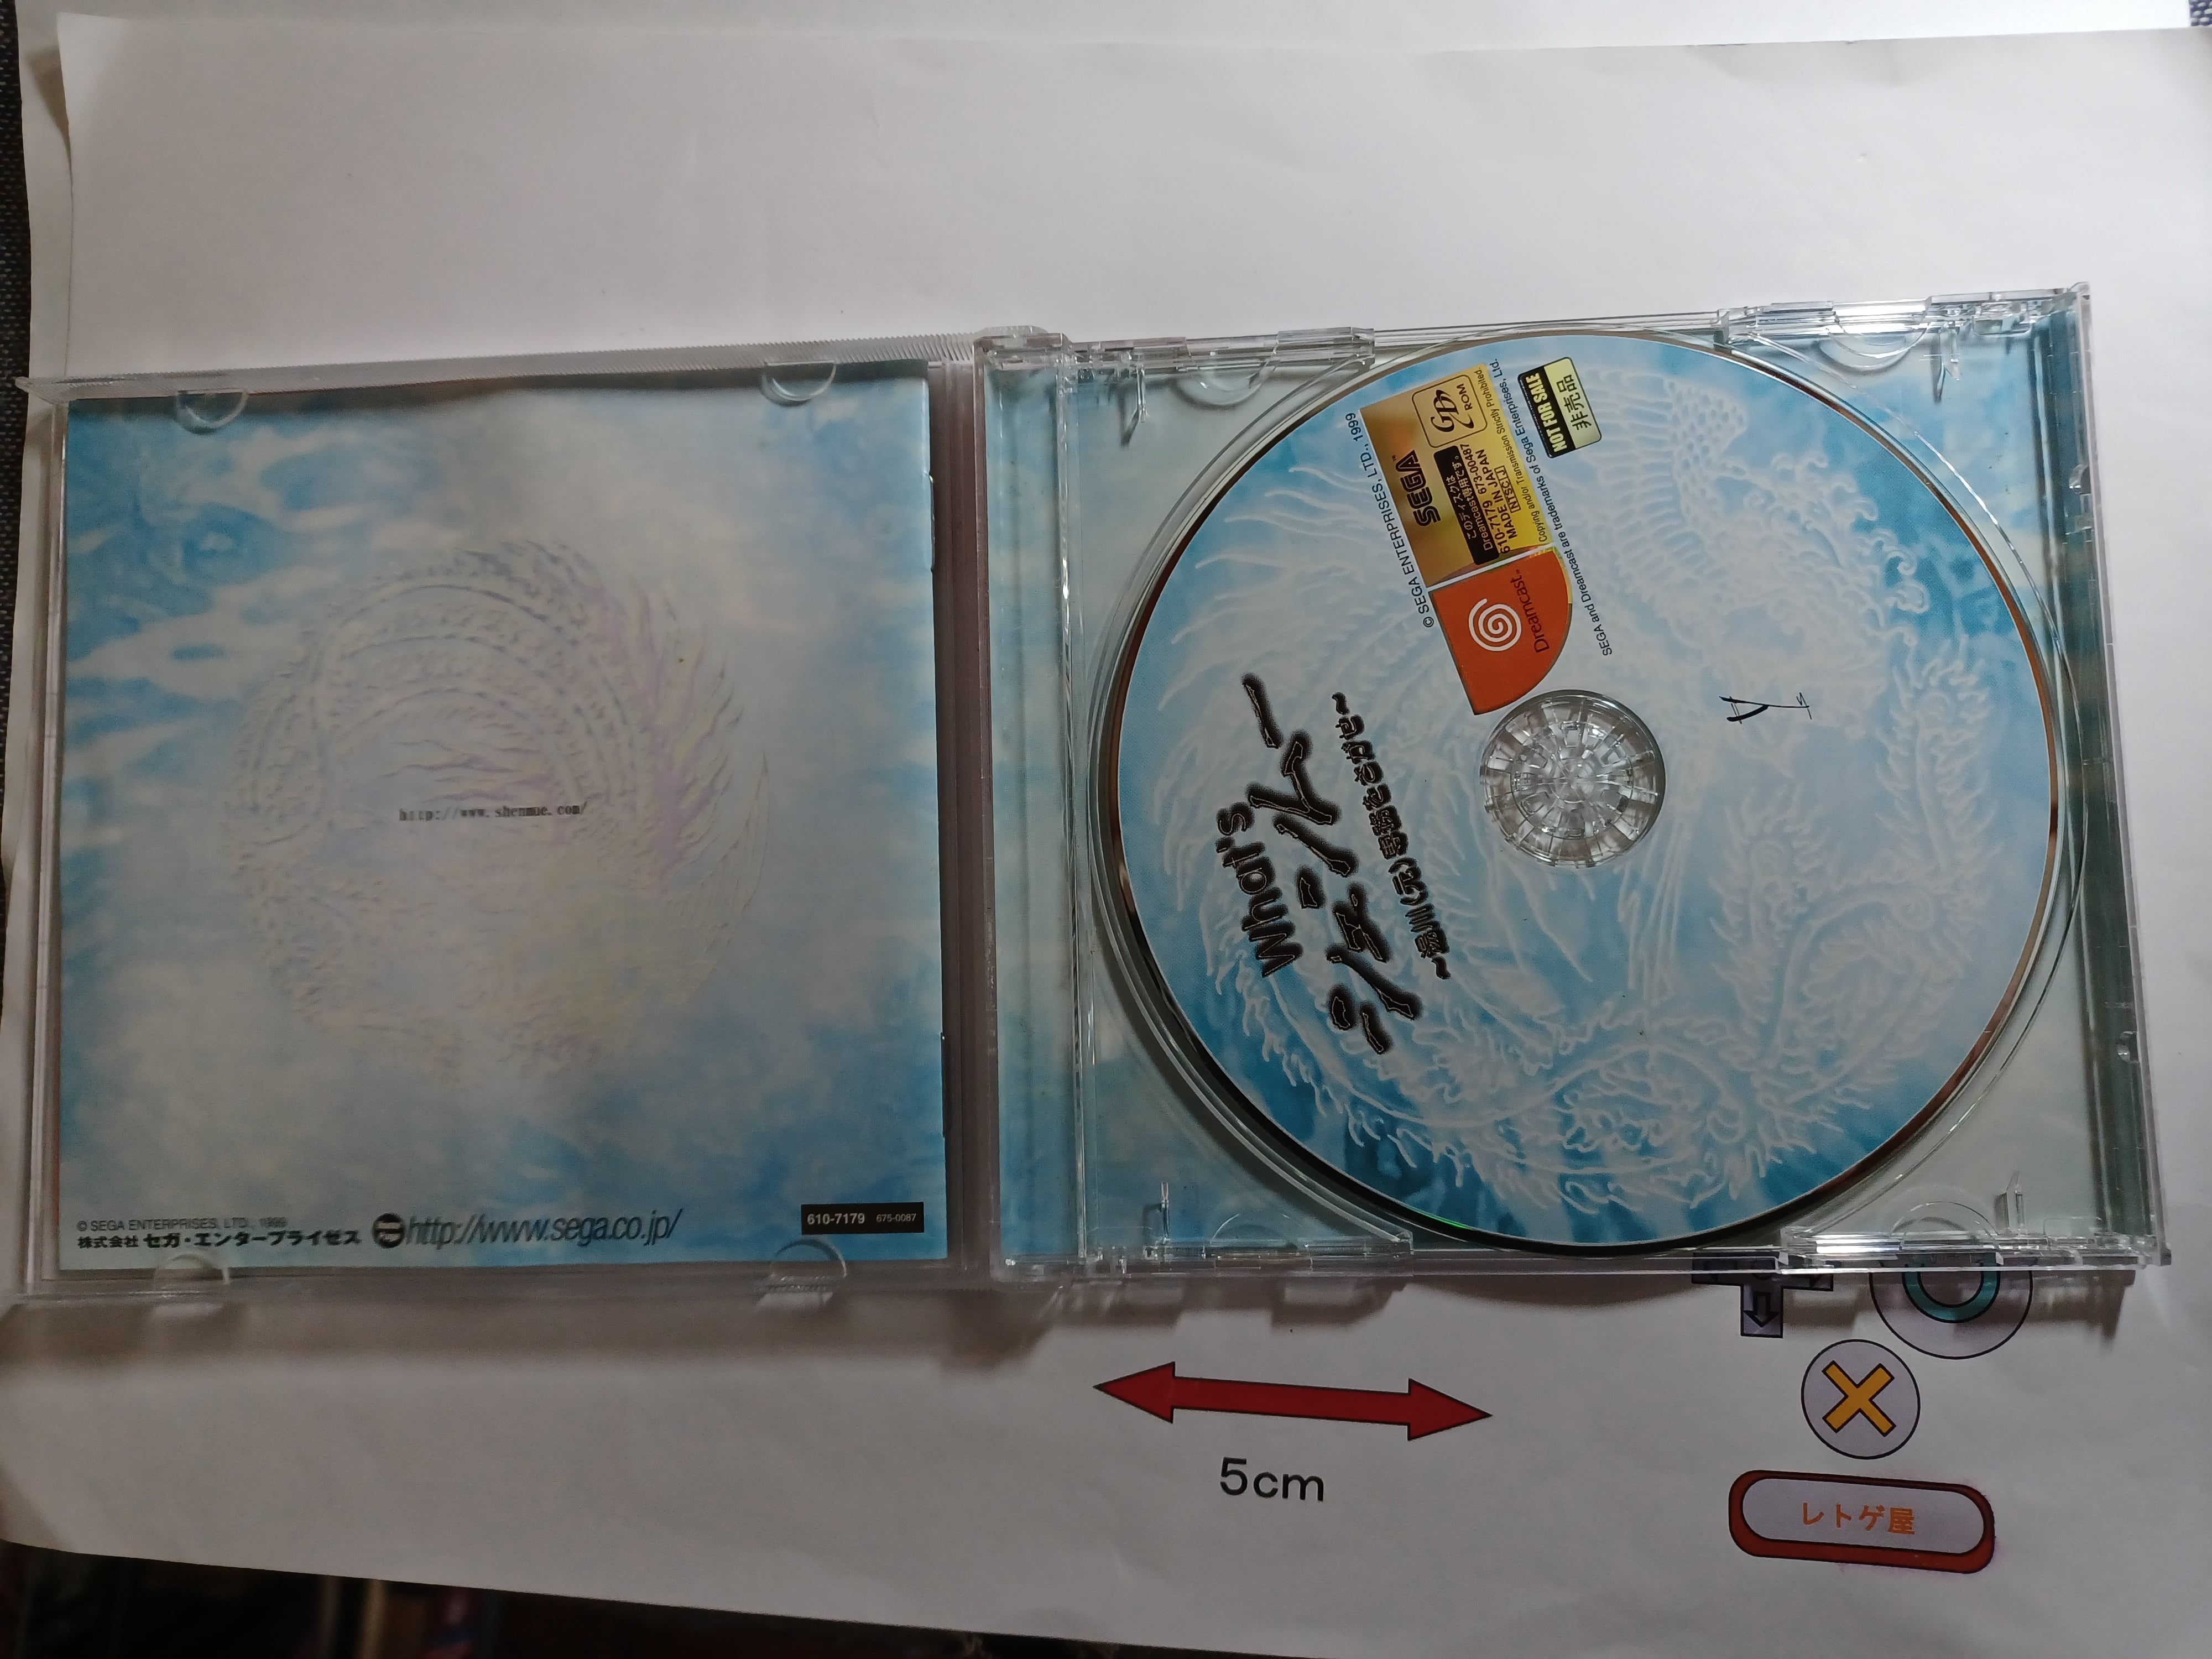 http://www.shenmue.com/
© SEGA ENTERPRISES, LTD., 1999
株式会社 セガ・エンタープライゼス
http://www.sega.co.jp/
610-7179 675-0087
What's
シェンムー
~湯川(元)専務をさがせ~
© SEGA ENTERPRISES, LTD., 1999
SEGA™
GD ROM
このディスクは
Dreamcast専用です。
610-7179 673-00487
MADE IN JAPAN
[NTSC(J)]
Copying and/or Transmission Strictly Prohibited.
SEGA and Dreamcast are trademarks of Sega Enterprises, Ltd.
Dreamcast™
NOT FOR SALE
非売品
5cm
レトゲ屋